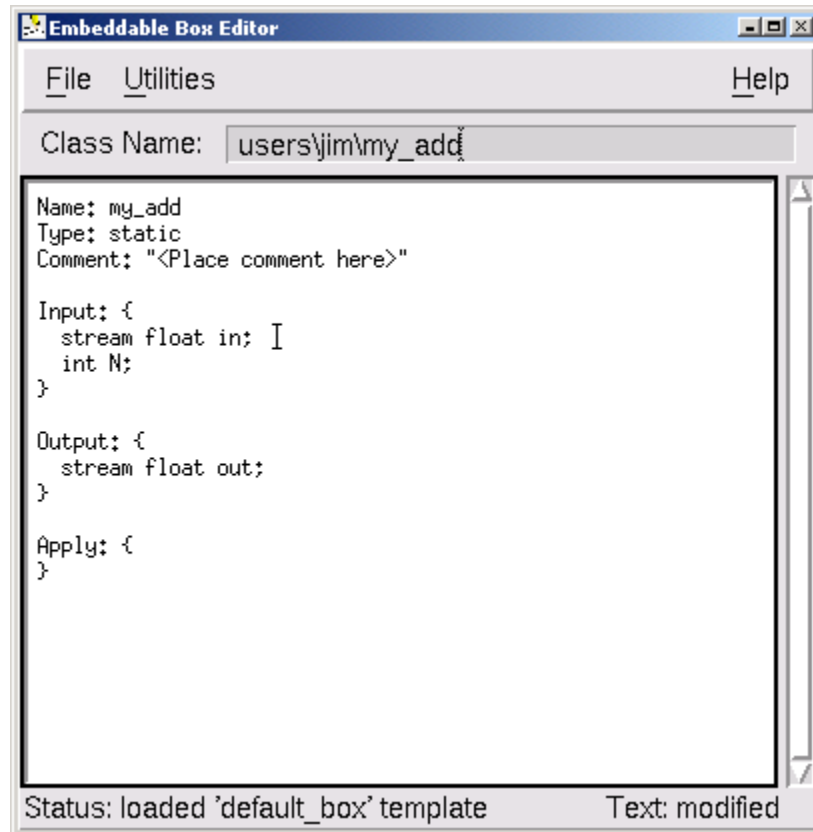 Embeddable Box Editor
File Utilities Help
Class Name: users\jim\my_add
Name: my_add
Type: static
Comment: "<Place comment here>"
Input: {
stream float in;
int N;
}
Output: {
stream float out;
}
Apply: {
}
Status: loaded 'default_box' template Text: modified